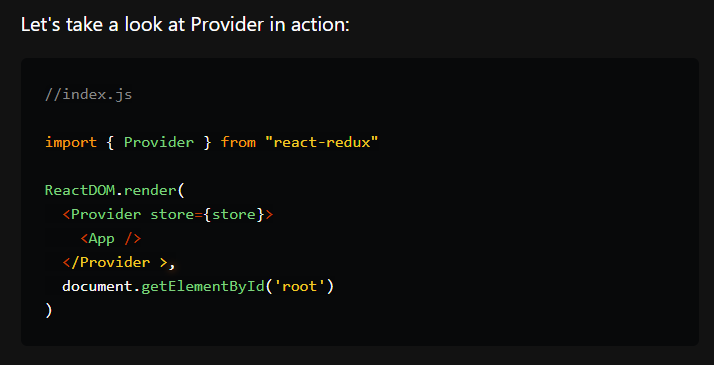 Let's take a look at Provider in action:
//index.js
import { Provider } from "react-redux"
ReactDOM.render(
  <Provider store={store}>
    <App />
  </Provider >,
  document.getElementById('root')
)